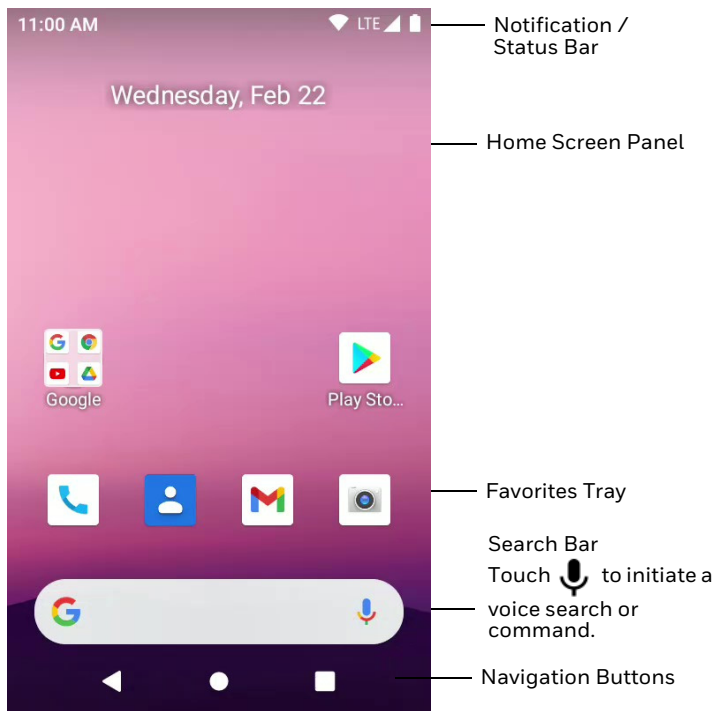 11:00 AM
LTE
Notification /
Status Bar
Wednesday, Feb 22
Home Screen Panel
Google
Play Sto...
Favorites Tray
Search Bar
Touch to initiate a
voice search or
command.
Navigation Buttons